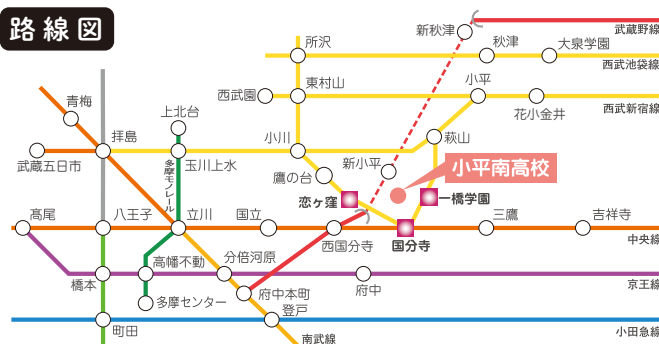 路線図
武蔵野線
新秋津
所沢
秋津
大泉学園
西武池袋線
東村山
西武園
小平
花小金井
西武新宿線
青梅
上北台
拝島
小川
萩山
武蔵五日市
玉川上水
多摩モノレール
鷹の台
新小平
小平南高校
恋ヶ窪
一橋学園
髙尾
八王子
立川
国立
西国分寺
国分寺
三鷹
吉祥寺
中央線
高幡不動
分倍河原
橋本
多摩センター
府中本町
府中
京王線
登戸
町田
南武線
小田急線